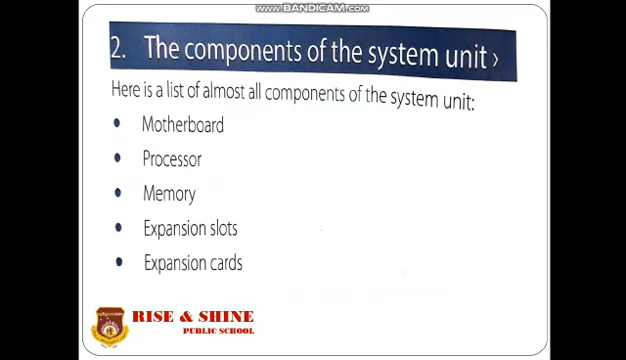 www.BANDICAM.com
2. The components of the system unit ›
Here is a list of almost all components of the system unit:
• Motherboard
• Processor
• Memory
• Expansion slots
• Expansion cards
RISE & SHINE
PUBLIC SCHOOL